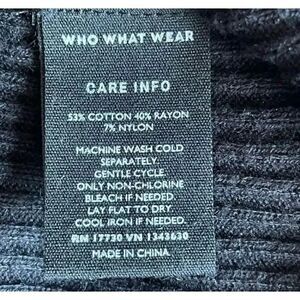 WHO WHAT WEAR
CARE INFO
53% COTTON 40% RAYON
7% NYLON
MACHINE WASH COLD
SEPARATELY.
GENTLE CYCLE.
ONLY NON-CHLORINE
BLEACH IF NEEDED.
LAY FLAT TO DRY.
COOL IRON IF NEEDED.
RN 17730 VN 1343630
MADE IN CHINA